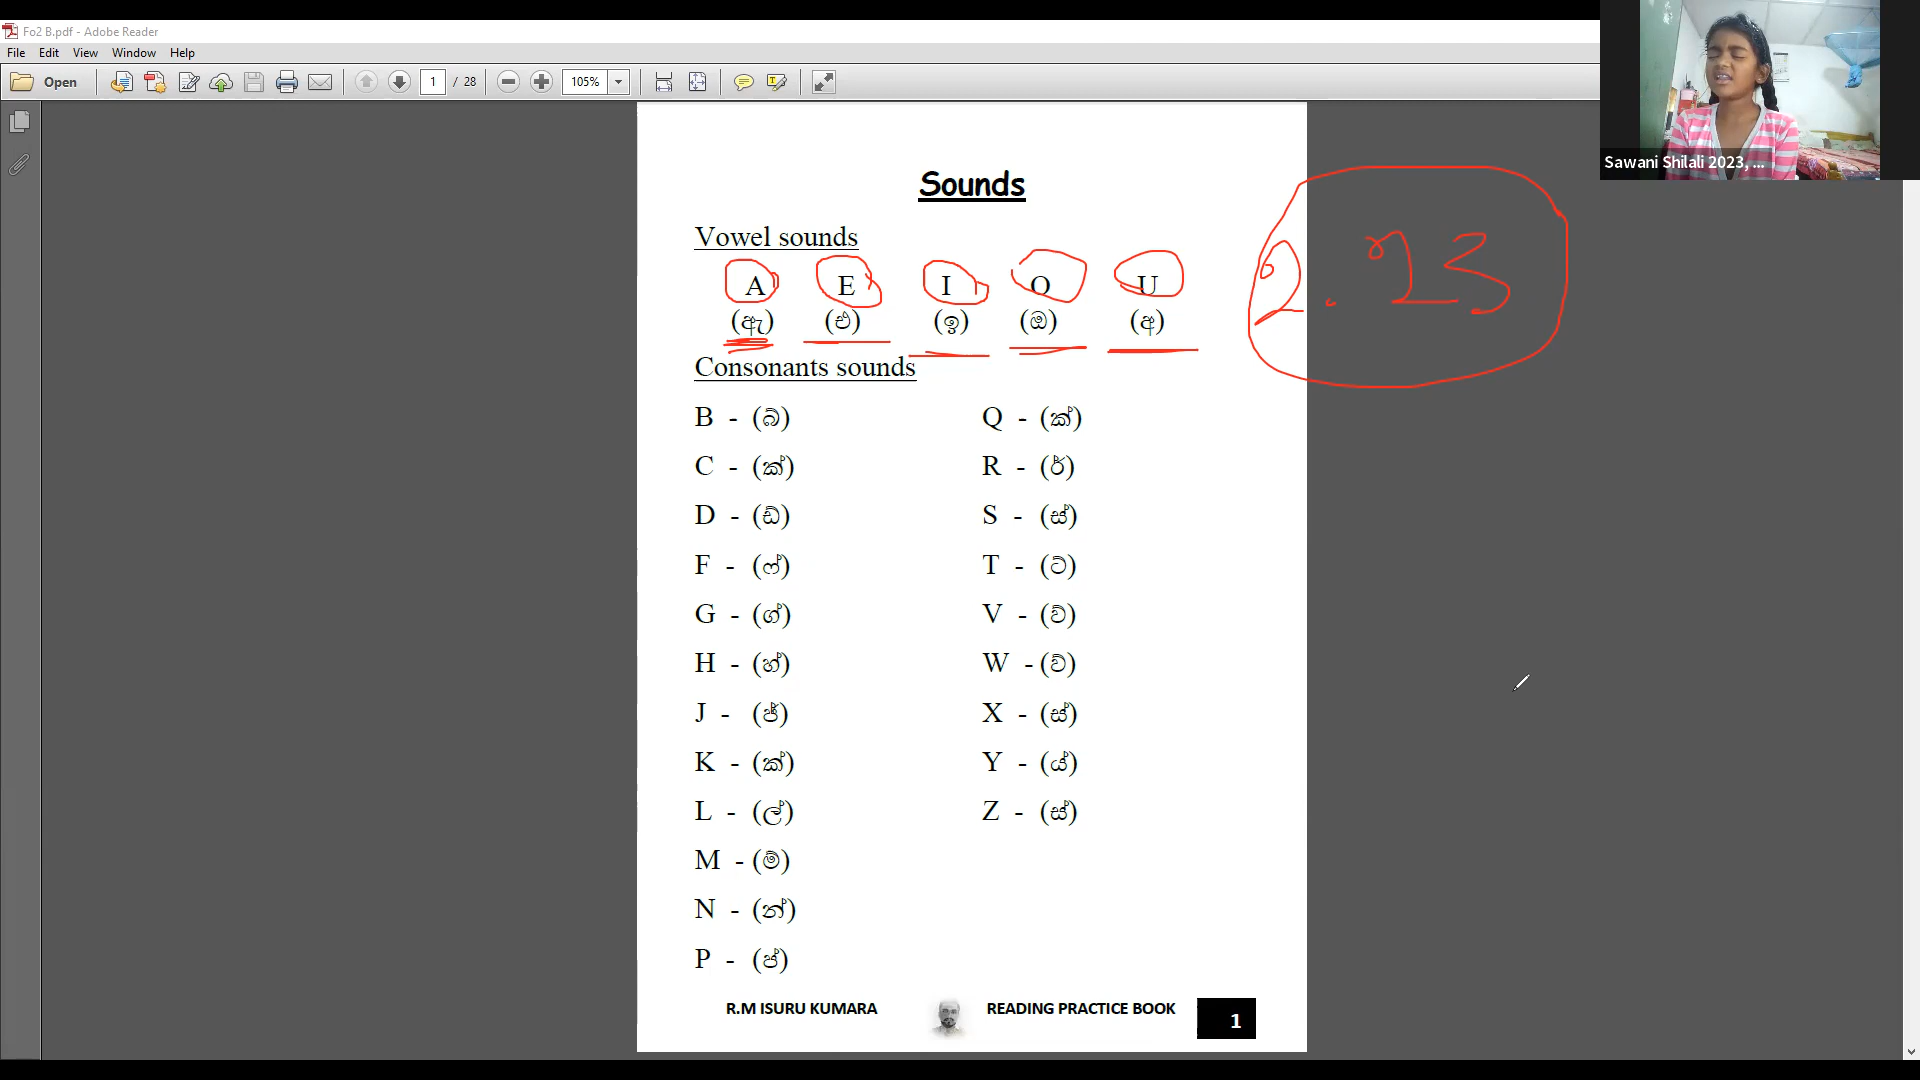 Fo2 B.pdf - Adobe Reader
File Edit View Window Help
Open 1 / 28 105%
Sawani Shilali 2023, ...
Sounds
Vowel sounds
A E I O U
(ඇ) (එ) (ඉ) (ඔ) (අ)
2.23
Consonants sounds
B - (බ්)
C - (ක්)
D - (ඩ්)
F - (ෆ්)
G - (ග්)
H - (හ්)
J - (ජ්)
K - (ක්)
L - (ල්)
M - (ම්)
N - (න්)
P - (ප්)
Q - (ක්)
R - (ර්)
S - (ස්)
T - (ට්)
V - (ව්)
W - (ව්)
X - (ස්)
Y - (ය්)
Z - (ස්)
R.M ISURU KUMARA READING PRACTICE BOOK 1